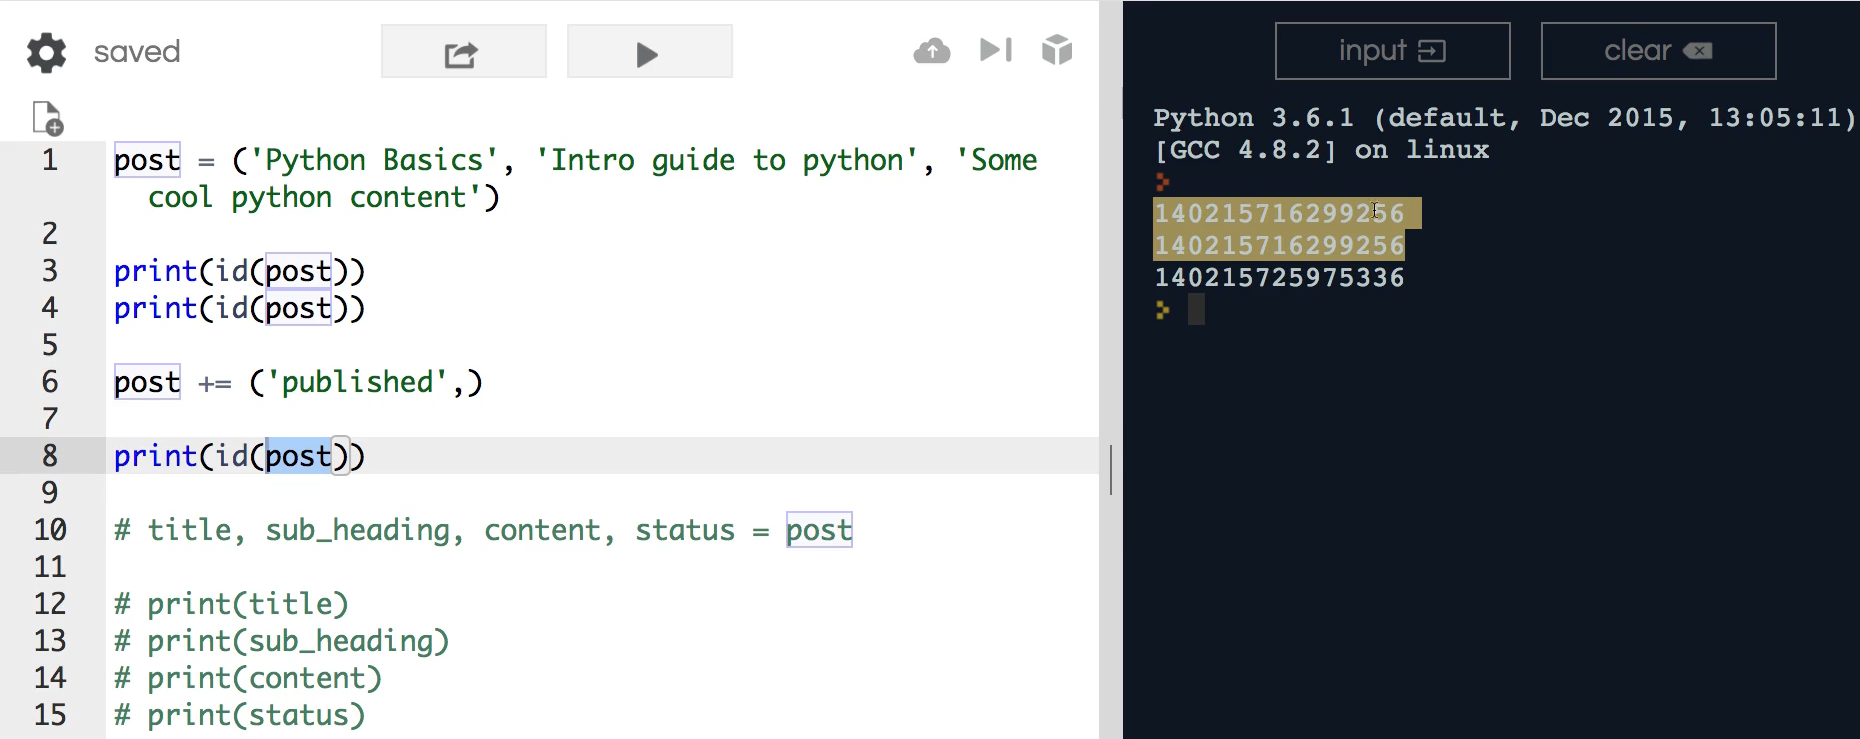 saved
input
clear
Python 3.6.1 (default, Dec 2015, 13:05:11)
[GCC 4.8.2] on linux
140215716299256
140215716299256
140215725975336
1 post = ('Python Basics', 'Intro guide to python', 'Some
cool python content')
2
3 print(id(post))
4 print(id(post))
5
6 post += ('published',)
7
8 print(id(post))
9
10 # title, sub_heading, content, status = post
11
12 # print(title)
13 # print(sub_heading)
14 # print(content)
15 # print(status)